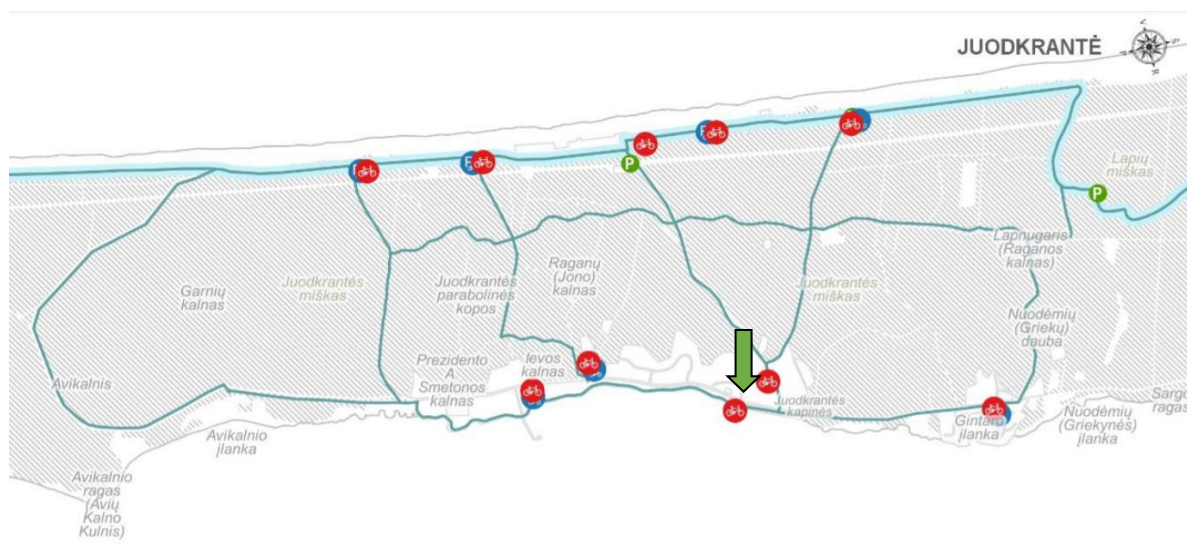 JUODKRANTĖ
P
P
Lapių
miškas
Lapnugaris
(Raganos
kalnas)
Raganų
(Jono)
kalnas
Garnių
kalnas
Juodkrantės
miškas
Juodkrantės
parabolinės
kopos
Juodkrantės
miškas
Nuodėmių
(Griekų)
dauba
Prezidento
A
Smetonos
kalnas
Ievos
kalnas
Avikalnis
Juodkrantės
kapinės
Gintaro
įlanka
Nuodėmių
(Griekynės)
įlanka
Sargo
ragas
Avikalnio
įlanka
Avikalnio
ragas
(Avių
Kalno
Kulnis)